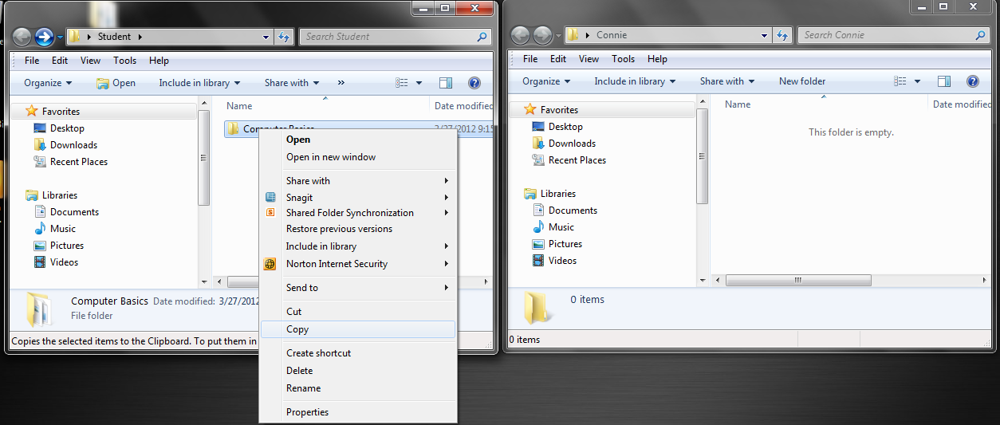 Student
Search Student
File Edit View Tools Help
Organize Open Include in library Share with »
Name Date modified
Favorites
Desktop
Downloads
Recent Places
Libraries
Documents
Music
Pictures
Videos
Computer Basics 3/27/2012 9:15
Open
Open in new window
Share with
Snagit
Shared Folder Synchronization
Restore previous versions
Include in library
Norton Internet Security
Send to
Cut
Copy
Create shortcut
Delete
Rename
Properties
Computer Basics Date modified: 3/27/2012
File folder
Copies the selected items to the Clipboard. To put them in
Connie
Search Connie
File Edit View Tools Help
Organize Include in library Share with New folder
Name Date modified
This folder is empty.
Favorites
Desktop
Downloads
Recent Places
Libraries
Documents
Music
Pictures
Videos
0 items
0 items